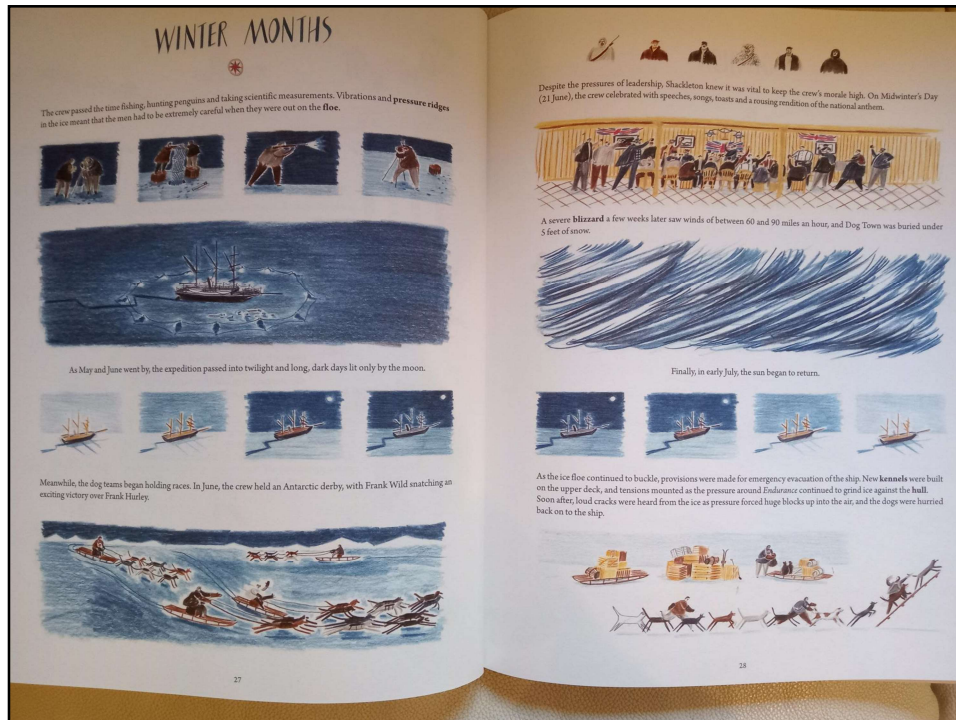 WINTER MONTHS
The crew passed the time fishing, hunting penguins and taking scientific measurements. Vibrations and pressure ridges
in the ice meant that the men had to be extremely careful when they were out on the floe.
As May and June went by, the expedition passed into twilight and long, dark days lit only by the moon.
Meanwhile, the dog teams began holding races. In June, the crew held an Antarctic derby, with Frank Wild snatching an
exciting victory over Frank Hurley.
27
Despite the pressures of leadership, Shackleton knew it was vital to keep the crew's morale high. On Midwinter's Day
(21 June), the crew celebrated with speeches, songs, toasts and a rousing rendition of the national anthem.
A severe blizzard a few weeks later saw winds of between 60 and 90 miles an hour, and Dog Town was buried under
5 feet of snow.
Finally, in early July, the sun began to return.
As the ice floe continued to buckle, provisions were made for emergency evacuation of the ship. New kennels were built
on the upper deck, and tensions mounted as the pressure around Endurance continued to grind ice against the hull.
Soon after, loud cracks were heard from the ice as pressure forced huge blocks up into the air, and the dogs were hurried
back on to the ship.
28